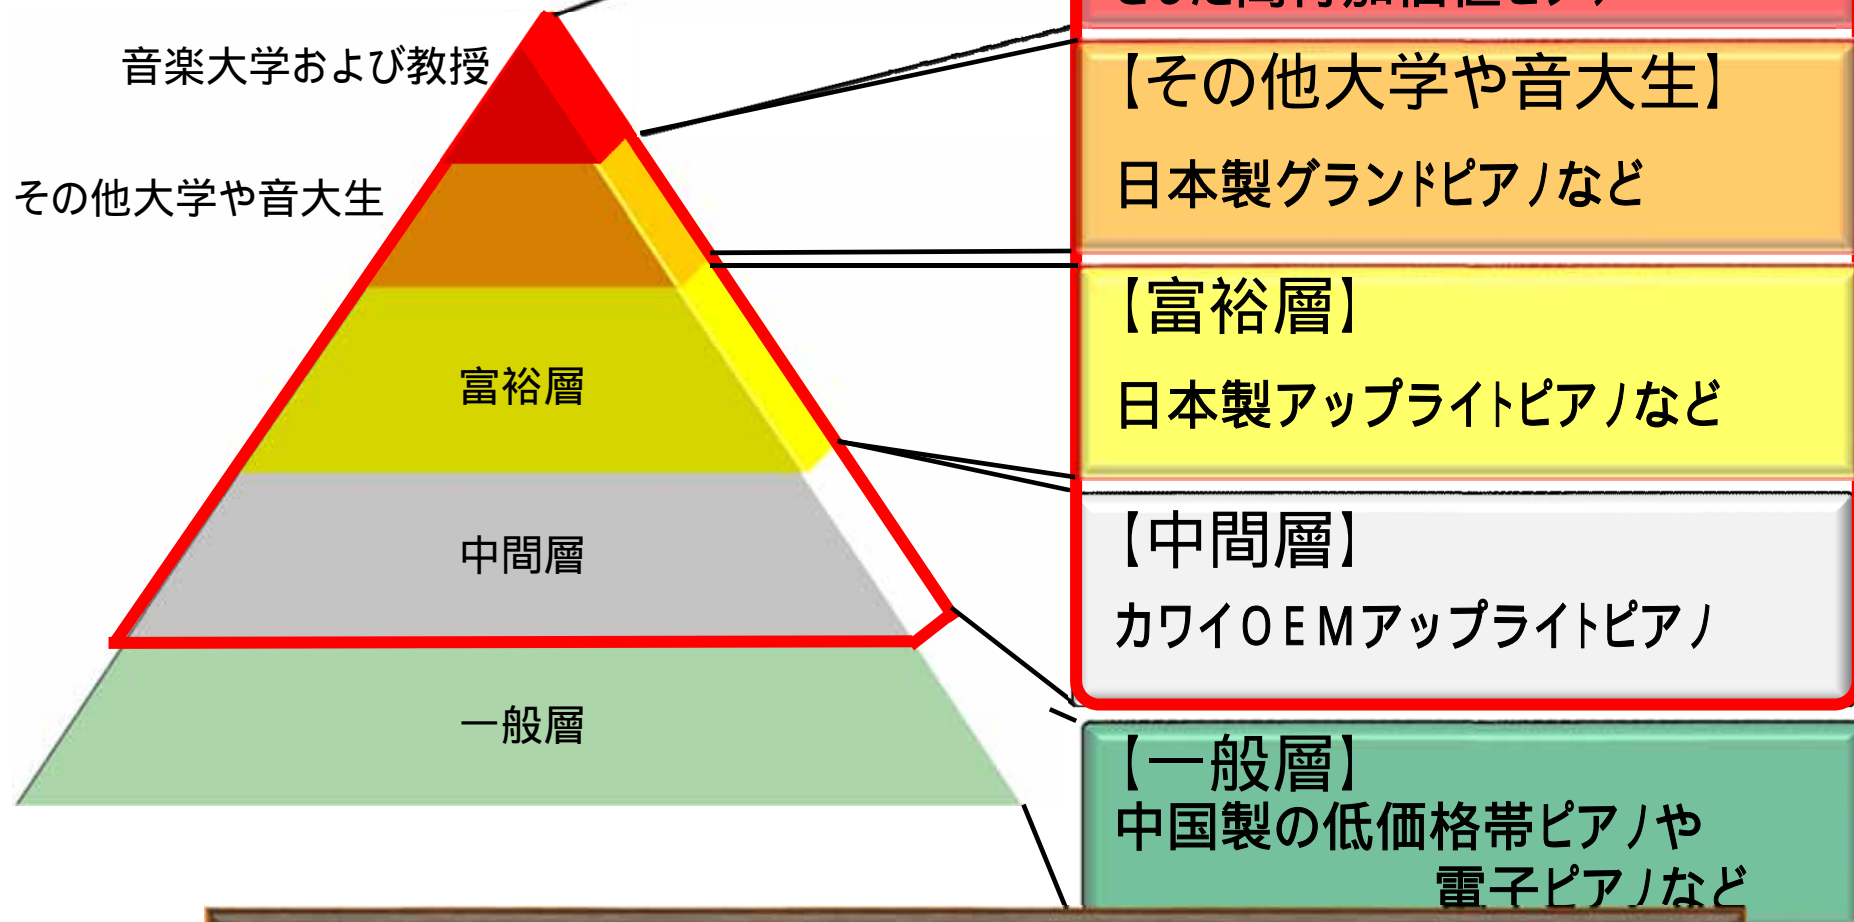 音楽大学および教授
その他大学や音大生
富裕層
中間層
一般層
【その他大学や音大生】
日本製グランドピアノなど
【富裕層】
日本製アップライトピアノなど
【中間層】
カワイOEMアップライトピアノ
【一般層】
中国製の低価格帯ピアノや
電子ピアノなど